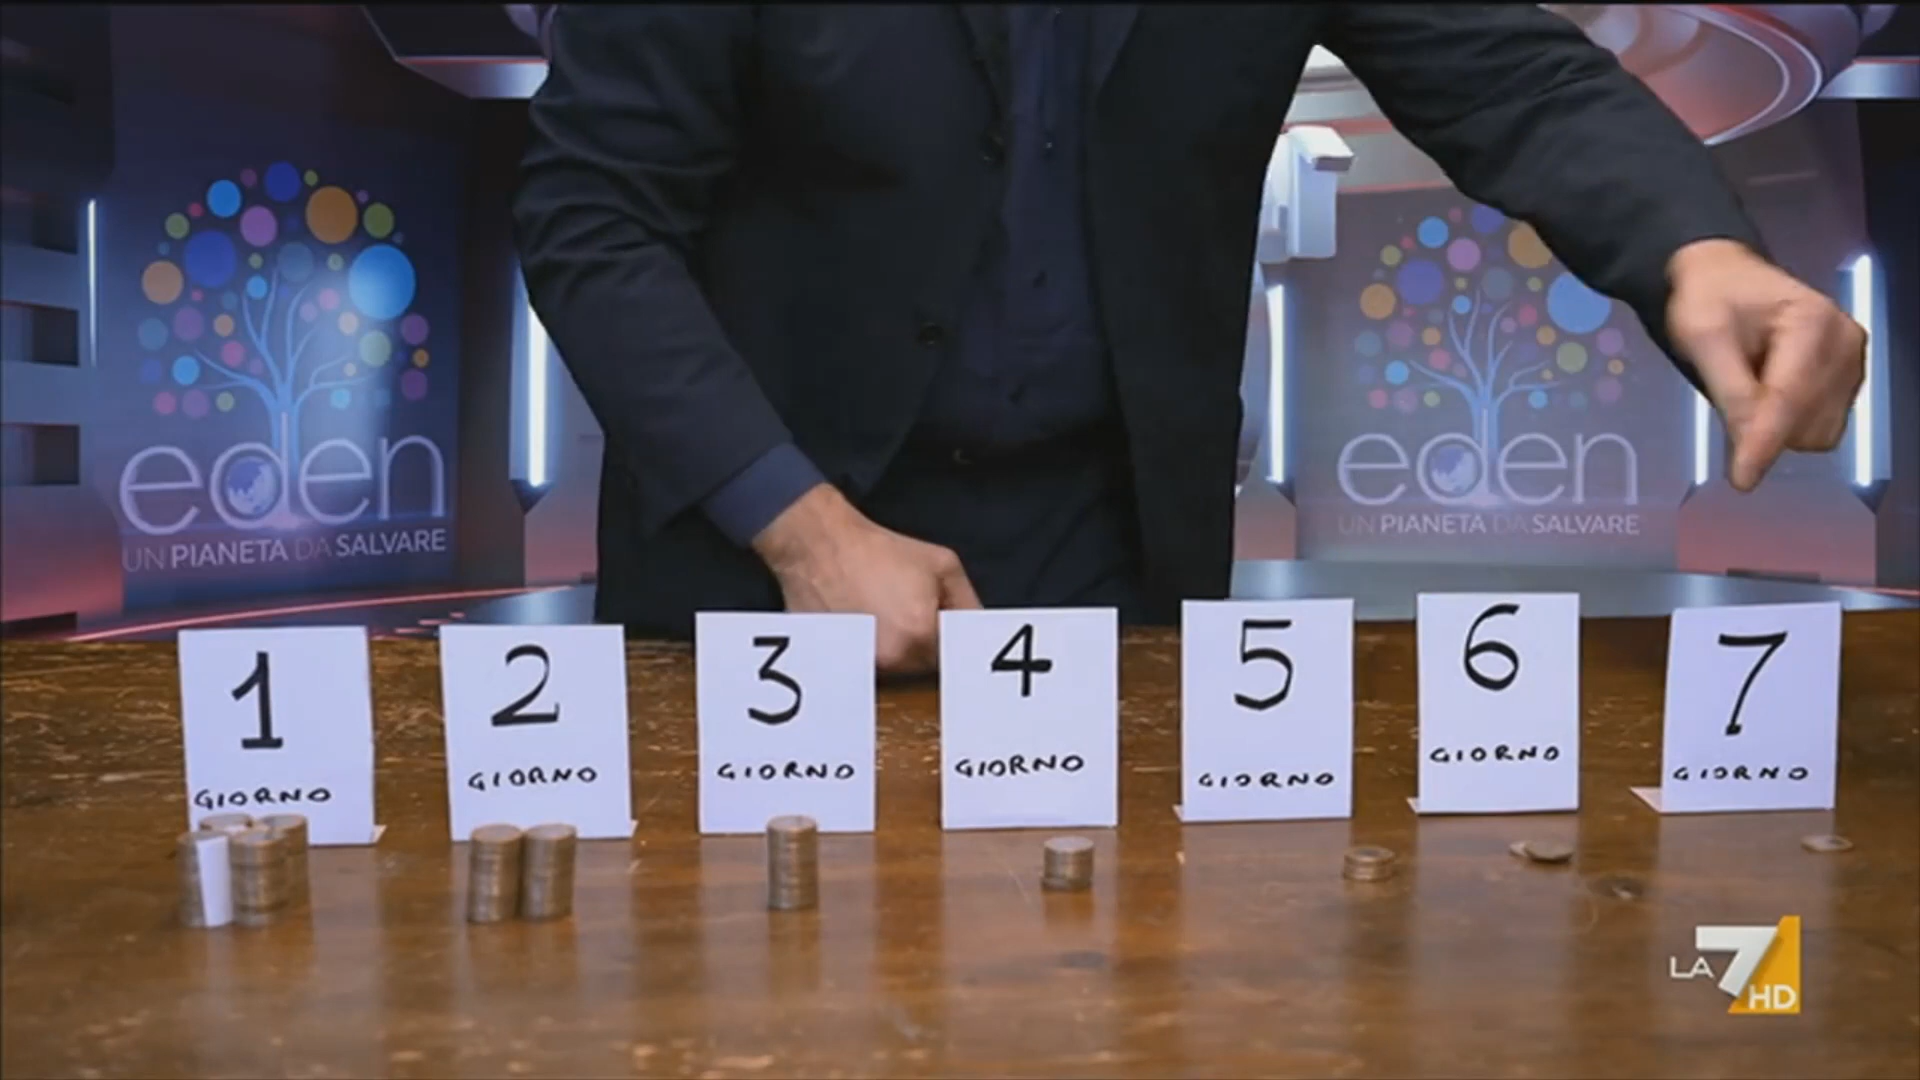 eden
UN PIANETA DA SALVARE
eden
UN PIANETA DA SALVARE
1
GIORNO
2
GIORNO
3
GIORNO
4
GIORNO
5
GIORNO
6
GIORNO
7
GIORNO
LA7
HD